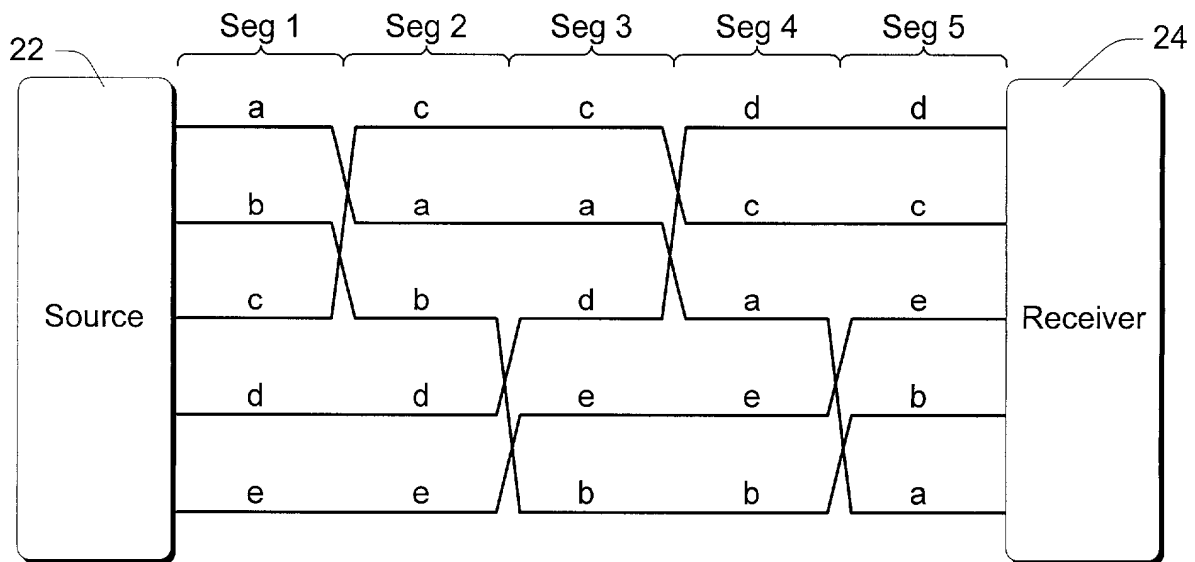 Seg 1 Seg 2 Seg 3 Seg 4 Seg 5
22 24
a c c d d
b a a c c
c b d a e
Source Receiver
d d e e b
e e b b a